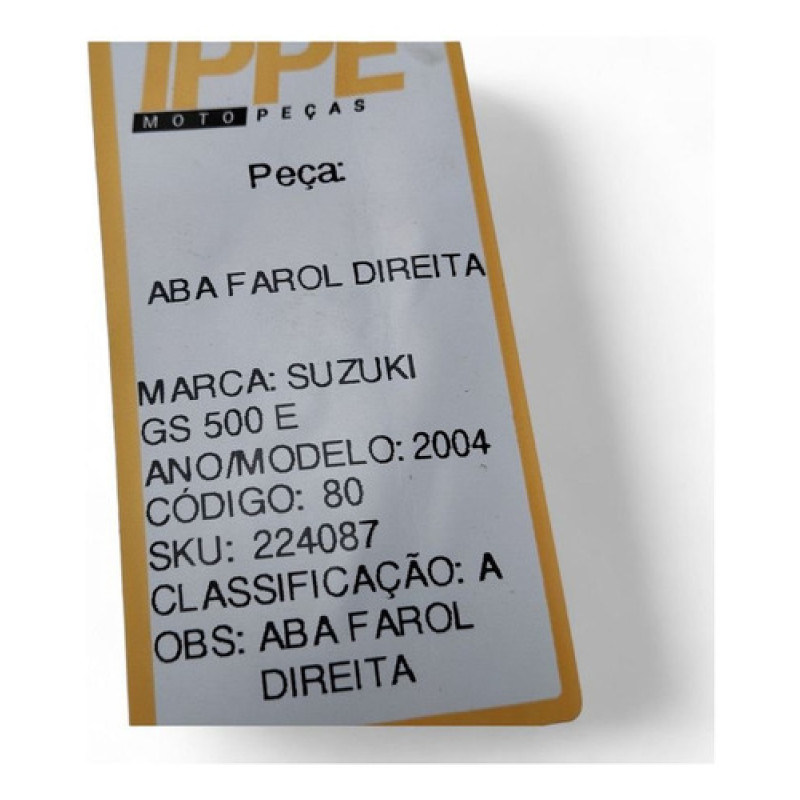 IPPE
MOTO PEÇAS
Peça:
ABA FAROL DIREITA
MARCA: SUZUKI
GS 500 E
ANO/MODELO: 2004
CÓDIGO: 80
SKU: 224087
CLASSIFICAÇÃO: A
OBS: ABA FAROL
DIREITA